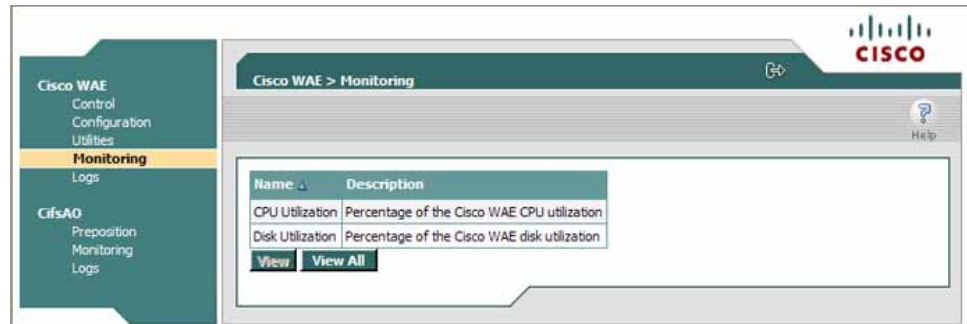 CISCO
Cisco WAE
Control
Configuration
Utilities
Monitoring
Logs
CifsAO
Preposition
Monitoring
Logs
Cisco WAE > Monitoring
Help
Name Description
CPU Utilization Percentage of the Cisco WAE CPU utilization
Disk Utilization Percentage of the Cisco WAE disk utilization
View View All